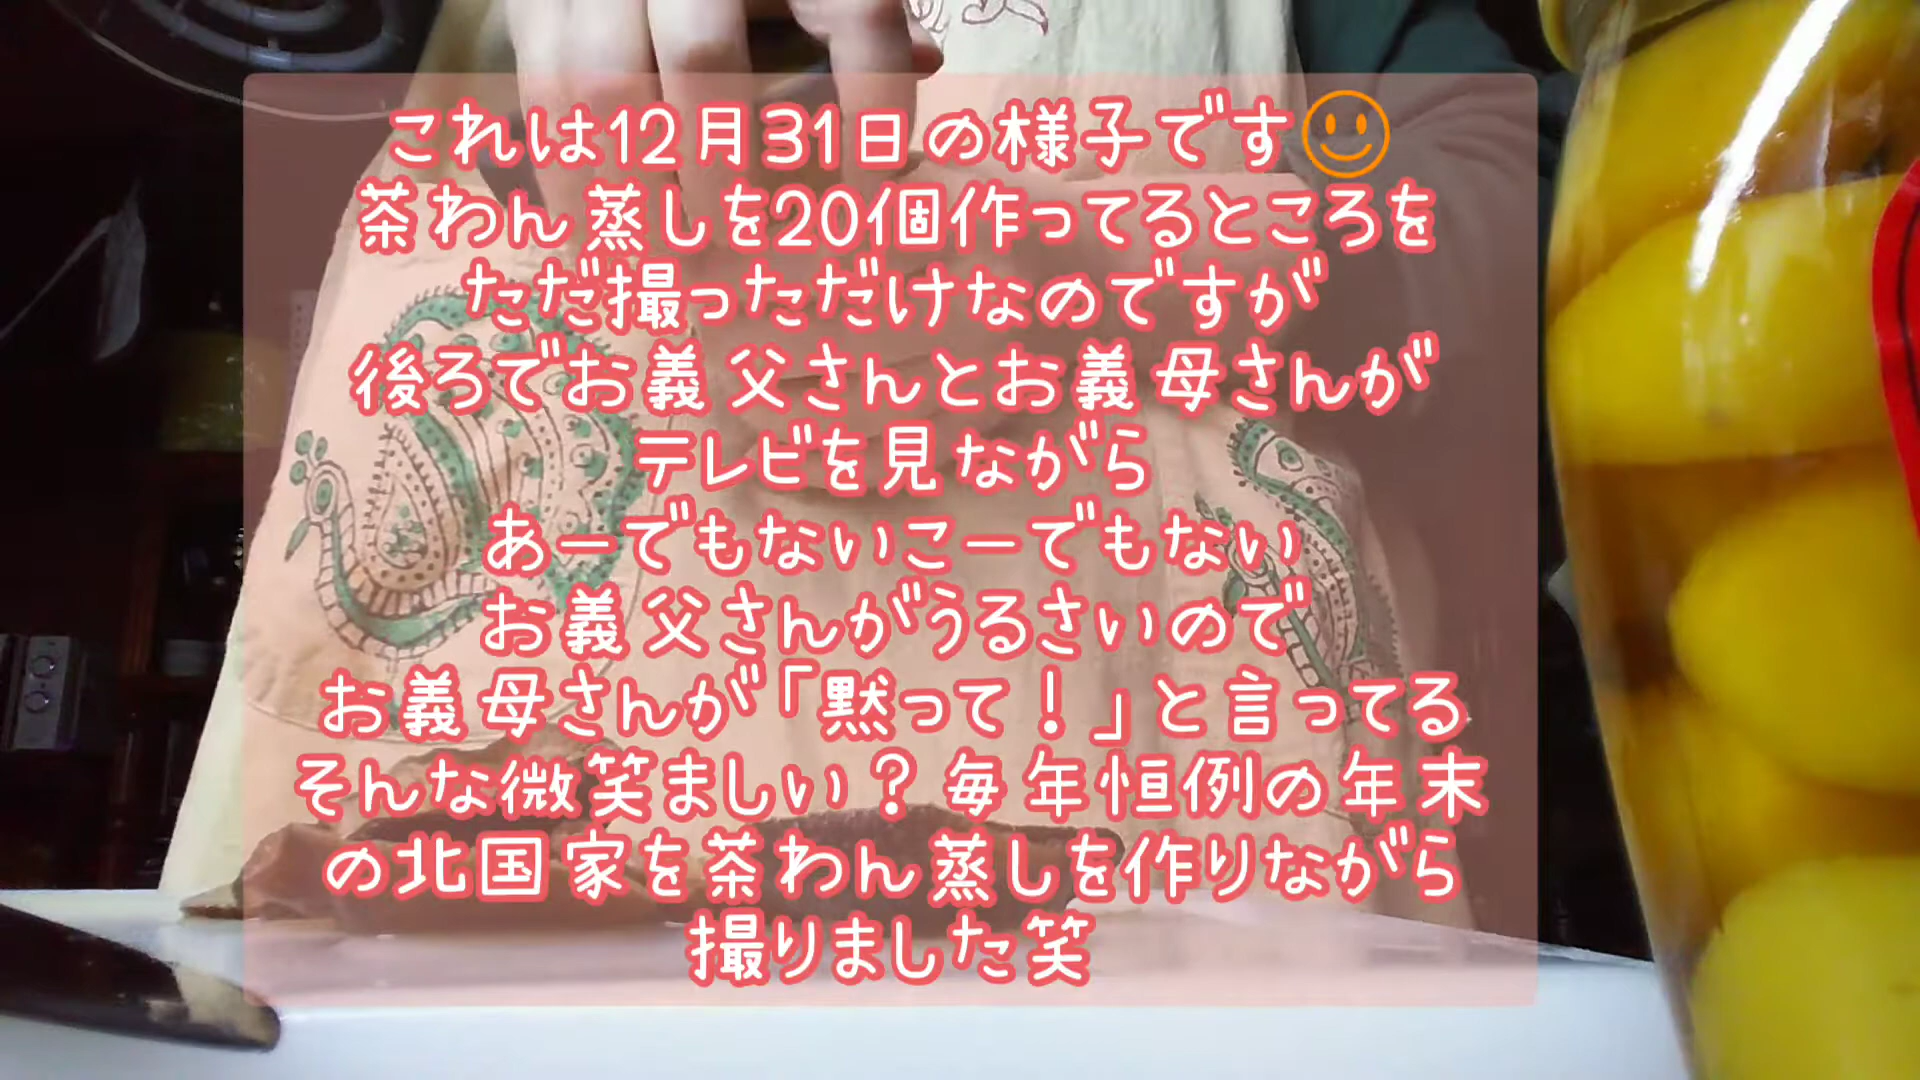 これは12月31日の様子です
茶わん蒸しを20個作ってるところを
ただ撮っただけなのですが
後ろでお義父さんとお義母さんが
テレビを見ながら
あーでもないこーでもない
お義父さんがうるさいので
お義母さんが「黙って！」と言ってる
そんな微笑ましい？毎年恒例の年末
の北国家を茶わん蒸しを作りながら
撮りました笑